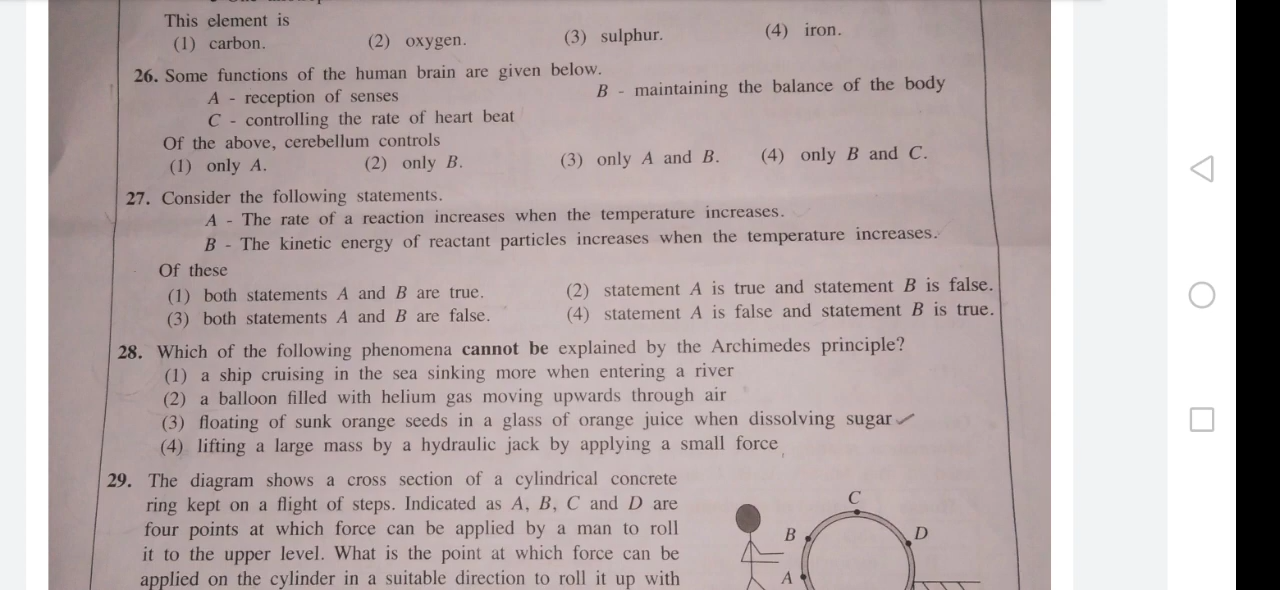 This element is
(1) carbon. (2) oxygen. (3) sulphur. (4) iron.
26. Some functions of the human brain are given below.
A - reception of senses B - maintaining the balance of the body
C - controlling the rate of heart beat
Of the above, cerebellum controls
(1) only A. (2) only B. (3) only A and B. (4) only B and C.
27. Consider the following statements.
A - The rate of a reaction increases when the temperature increases.
B - The kinetic energy of reactant particles increases when the temperature increases.
Of these
(1) both statements A and B are true. (2) statement A is true and statement B is false.
(3) both statements A and B are false. (4) statement A is false and statement B is true.
28. Which of the following phenomena cannot be explained by the Archimedes principle?
(1) a ship cruising in the sea sinking more when entering a river
(2) a balloon filled with helium gas moving upwards through air
(3) floating of sunk orange seeds in a glass of orange juice when dissolving sugar
(4) lifting a large mass by a hydraulic jack by applying a small force
29. The diagram shows a cross section of a cylindrical concrete
ring kept on a flight of steps. Indicated as A, B, C and D are
four points at which force can be applied by a man to roll
it to the upper level. What is the point at which force can be
applied on the cylinder in a suitable direction to roll it up with
C
B
D
A